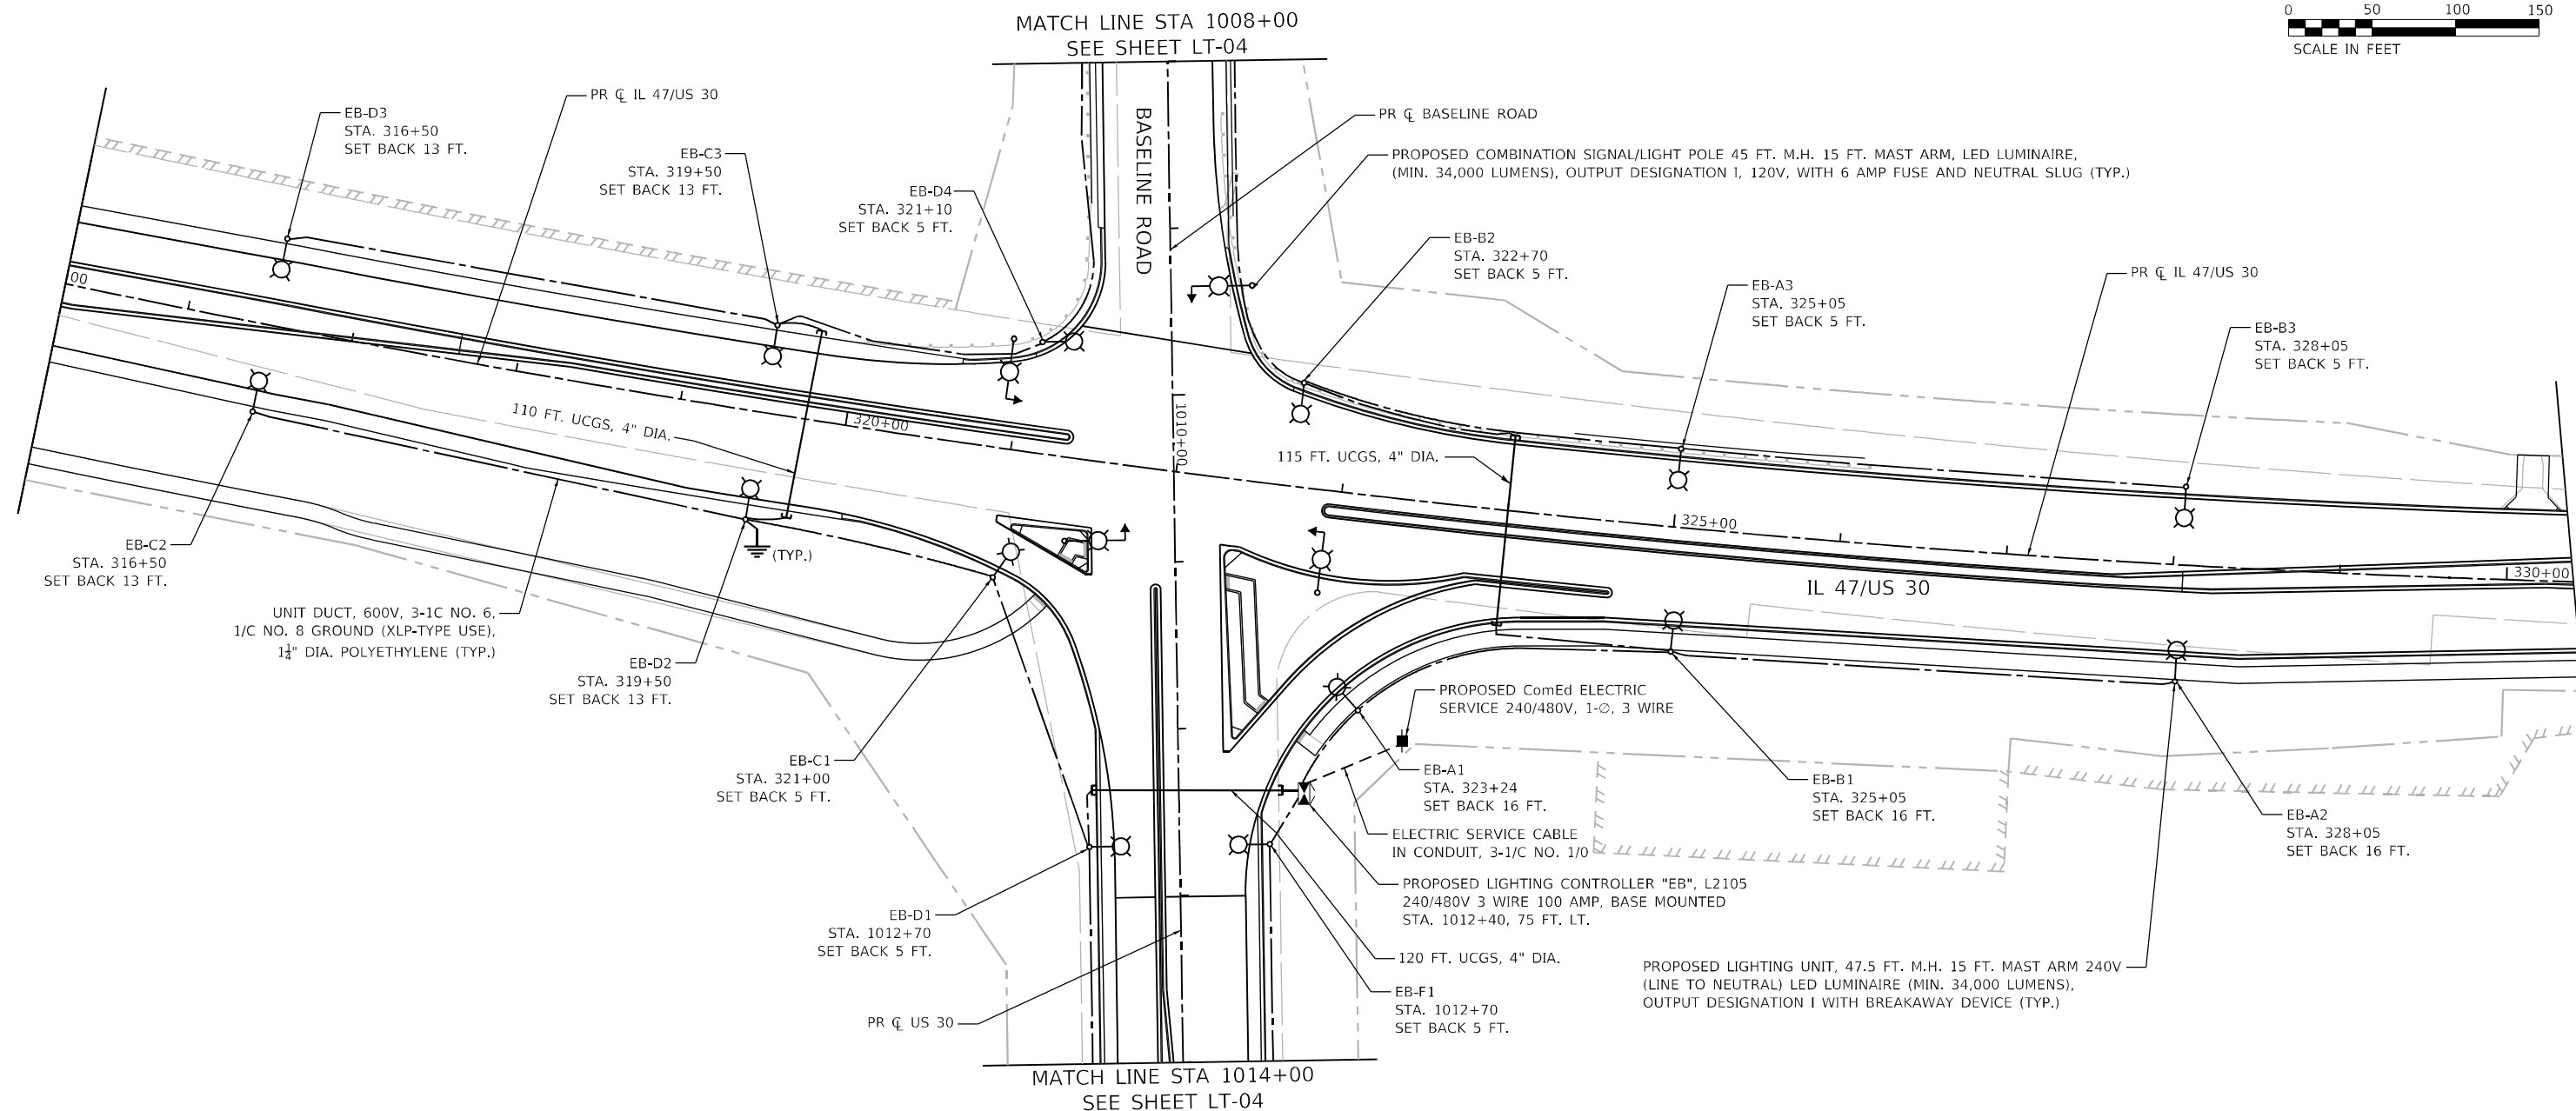 MATCH LINE STA 1008+00
SEE SHEET LT-04
0 50 100 150
SCALE IN FEET
EB-D3
STA. 316+50
SET BACK 13 FT.
PR ℄ IL 47/US 30
EB-C3
STA. 319+50
SET BACK 13 FT.
EB-D4
STA. 321+10
SET BACK 5 FT.
BASELINE ROAD
PR ℄ BASELINE ROAD
PROPOSED COMBINATION SIGNAL/LIGHT POLE 45 FT. M.H. 15 FT. MAST ARM, LED LUMINAIRE,
(MIN. 34,000 LUMENS), OUTPUT DESIGNATION I, 120V, WITH 6 AMP FUSE AND NEUTRAL SLUG (TYP.)
EB-B2
STA. 322+70
SET BACK 5 FT.
EB-A3
STA. 325+05
SET BACK 5 FT.
PR ℄ IL 47/US 30
EB-B3
STA. 328+05
SET BACK 5 FT.
00
110 FT. UCGS, 4" DIA.
320+00
1010+00
115 FT. UCGS, 4" DIA.
325+00
330+00
IL 47/US 30
EB-C2
STA. 316+50
SET BACK 13 FT.
(TYP.)
UNIT DUCT, 600V, 3-1C NO. 6,
1/C NO. 8 GROUND (XLP-TYPE USE),
1¼" DIA. POLYETHYLENE (TYP.)
EB-D2
STA. 319+50
SET BACK 13 FT.
EB-C1
STA. 321+00
SET BACK 5 FT.
PROPOSED ComEd ELECTRIC
SERVICE 240/480V, 1-∅, 3 WIRE
EB-A1
STA. 323+24
SET BACK 16 FT.
EB-B1
STA. 325+05
SET BACK 16 FT.
EB-A2
STA. 328+05
SET BACK 16 FT.
ELECTRIC SERVICE CABLE
IN CONDUIT, 3-1/C NO. 1/0
PROPOSED LIGHTING CONTROLLER "EB", L2105
240/480V 3 WIRE 100 AMP, BASE MOUNTED
STA. 1012+40, 75 FT. LT.
EB-D1
STA. 1012+70
SET BACK 5 FT.
120 FT. UCGS, 4" DIA.
EB-F1
STA. 1012+70
SET BACK 5 FT.
PROPOSED LIGHTING UNIT, 47.5 FT. M.H. 15 FT. MAST ARM 240V
(LINE TO NEUTRAL) LED LUMINAIRE (MIN. 34,000 LUMENS),
OUTPUT DESIGNATION I WITH BREAKAWAY DEVICE (TYP.)
PR ℄ US 30
MATCH LINE STA 1014+00
SEE SHEET LT-04